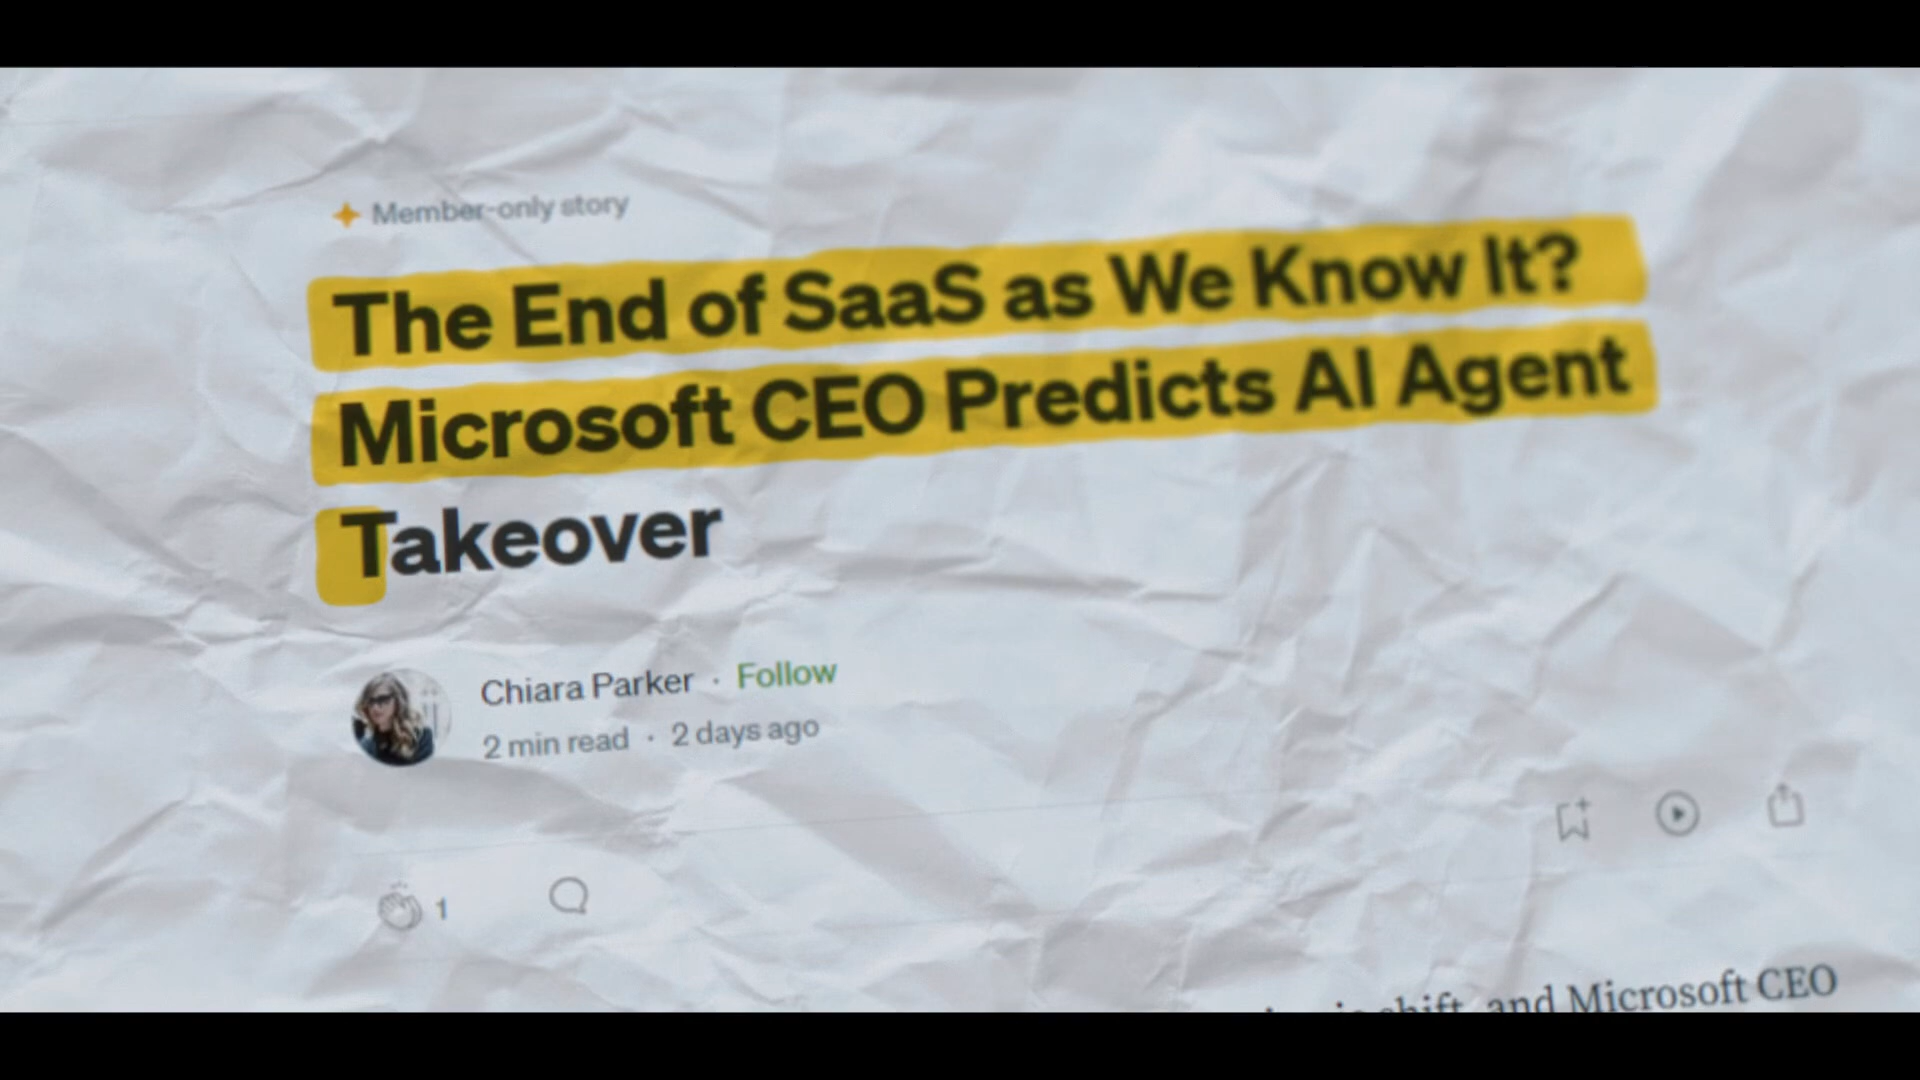 Member-only story
The End of SaaS as We Know It?
Microsoft CEO Predicts AI Agent
Takeover
Chiara Parker · Follow
2 min read · 2 days ago
1
shift, and Microsoft CEO